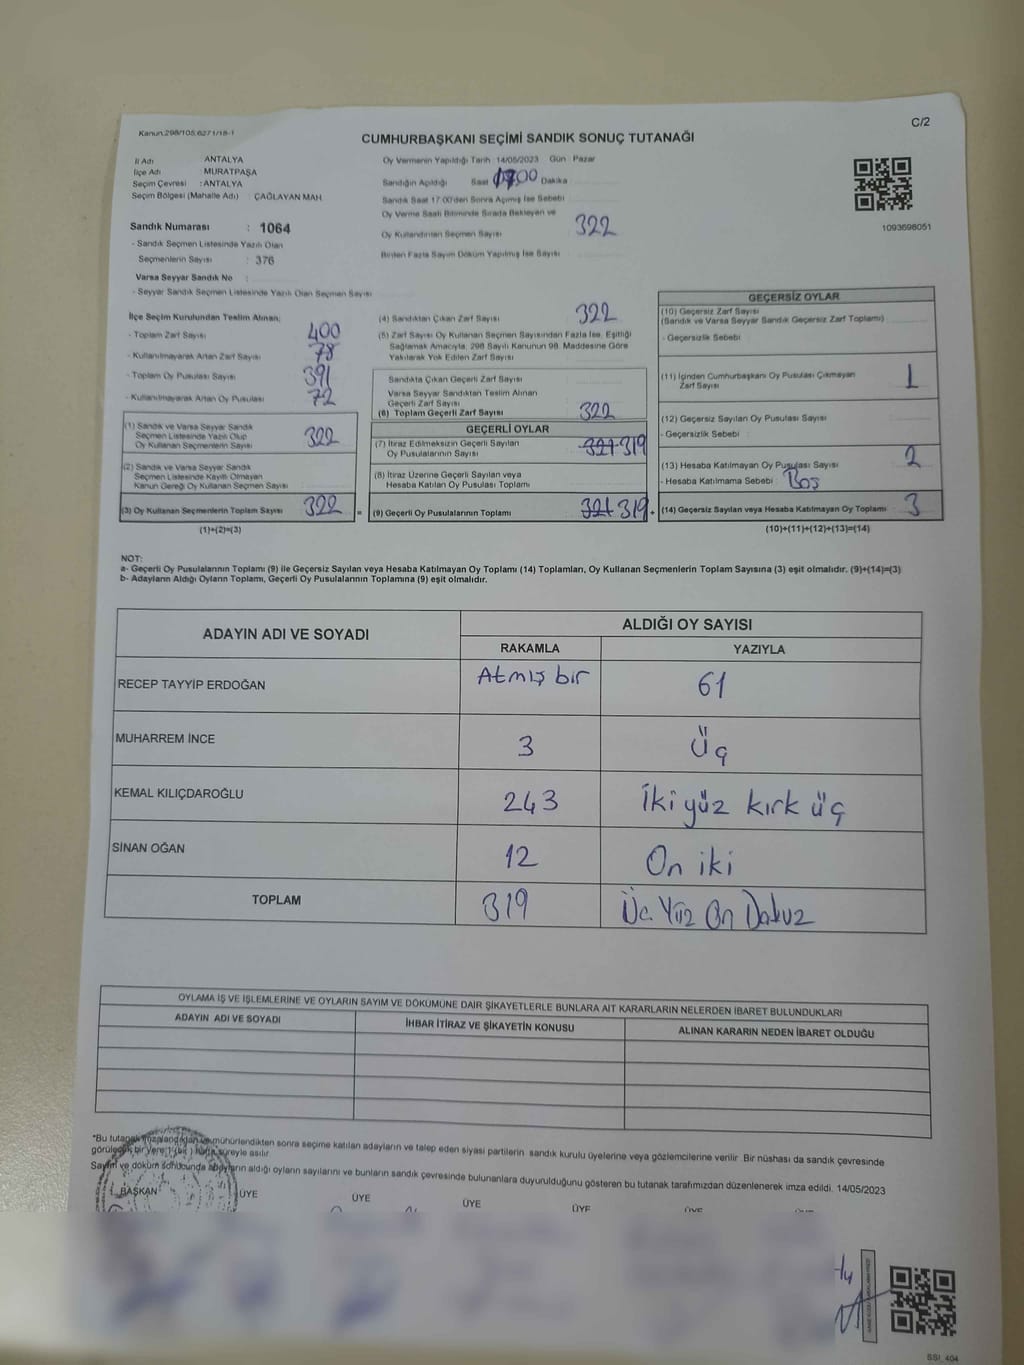 Kanun:298/105,6271/18-1
C/2
CUMHURBAŞKANI SEÇİMİ SANDIK SONUÇ TUTANAĞI
İl Adı ANTALYA
İlçe Adı MURATPAŞA
Seçim Çevresi : ANTALYA
Seçim Bölgesi (Mahalle Adı) : ÇAĞLAYAN MAH.
Oy Vermenin Yapıldığı Tarih 14/05/2023 Gün Pazar
Sandığın Açıldığı Saat 17.00 Dakika
Sandık Saat 17:00'den Sonra Açılmış İse Sebebi
Oy Verme Saati Bitiminde Sırada Bekleyen ve
Oy Kullandırılan Seçmen Sayısı 322
Birden Fazla Sayım Döküm Yapılmış İse Sayısı
1093698051
Sandık Numarası : 1064
- Sandık Seçmen Listesinde Yazılı Olan
Seçmenlerin Sayısı : 376
Varsa Seyyar Sandık No
- Seyyar Sandık Seçmen Listesinde Yazılı Olan Seçmen Sayısı
İlçe Seçim Kurulundan Teslim Alınan;
- Toplam Zarf Sayısı 400
- Kullanılmayarak Artan Zarf Sayısı 78
- Toplam Oy Pusulası Sayısı 391
- Kullanılmayarak Artan Oy Pusulası 72
(1) Sandık ve Varsa Seyyar Sandık
Seçmen Listesinde Yazılı Olup
Oy Kullanan Seçmenlerin Sayısı 322
(2) Sandık ve Varsa Seyyar Sandık
Seçmen Listesinde Kayıtlı Olmayan
Kanun Gereği Oy Kullanan Seçmen Sayısı
(3) Oy Kullanan Seçmenlerin Toplam Sayısı 322 =
(1)+(2)=(3)
(4) Sandıktan Çıkan Zarf Sayısı 322
(5) Zarf Sayısı Oy Kullanan Seçmen Sayısından Fazla İse, Eşitliği
Sağlamak Amacıyla, 298 Sayılı Kanunun 98. Maddesine Göre
Yakılarak Yok Edilen Zarf Sayısı
Sandıkta Çıkan Geçerli Zarf Sayısı
Varsa Seyyar Sandıktan Teslim Alınan
Geçerli Zarf Sayısı
(6) Toplam Geçerli Zarf Sayısı 322
GEÇERLİ OYLAR
(7) İtiraz Edilmeksizin Geçerli Sayılan
Oy Pusulalarının Sayısı 321 319
(8) İtiraz Üzerine Geçerli Sayılan veya
Hesaba Katılan Oy Pusulası Toplamı
(9) Geçerli Oy Pusulalarının Toplamı 321 319 +
GEÇERSİZ OYLAR
(10) Geçersiz Zarf Sayısı
(Sandık ve Varsa Seyyar Sandık Geçersiz Zarf Toplamı)
- Geçersizlik Sebebi
(11) İçinden Cumhurbaşkanı Oy Pusulası Çıkmayan
Zarf Sayısı 1
(12) Geçersiz Sayılan Oy Pusulası Sayısı
- Geçersizlik Sebebi
(13) Hesaba Katılmayan Oy Pusulası Sayısı 2
- Hesaba Katılmama Sebebi : Boş
(14) Geçersiz Sayılan veya Hesaba Katılmayan Oy Toplamı 3
(10)+(11)+(12)+(13)=(14)
NOT:
a- Geçerli Oy Pusulalarının Toplamı (9) ile Geçersiz Sayılan veya Hesaba Katılmayan Oy Toplamı (14) Toplamları, Oy Kullanan Seçmenlerin Toplam Sayısına (3) eşit olmalıdır. (9)+(14)=(3)
b- Adayların Aldığı Oyların Toplamı, Geçerli Oy Pusulalarının Toplamına (9) eşit olmalıdır.
ADAYIN ADI VE SOYADI
ALDIĞI OY SAYISI
RAKAMLA YAZIYLA
RECEP TAYYİP ERDOĞAN Atmış bir 61
MUHARREM İNCE 3 üç
KEMAL KILIÇDAROĞLU 243 İki yüz kırk üç
SİNAN OĞAN 12 On iki
TOPLAM 319 Üç Yüz On Dokuz
OYLAMA İŞ VE İŞLEMLERİNE VE OYLARIN SAYIM VE DÖKÜMÜNE DAİR ŞİKAYETLERLE BUNLARA AİT KARARLARIN NELERDEN İBARET BULUNDUKLARI
ADAYIN ADI VE SOYADI İHBAR İTİRAZ VE ŞİKAYETİN KONUSU ALINAN KARARIN NEDEN İBARET OLDUĞU
*Bu tutanak imzalandıktan ve mühürlendikten sonra seçime katılan adayların ve talep eden siyasi partilerin sandık kurulu üyelerine veya gözlemcilerine verilir. Bir nüshası da sandık çevresinde
görülecek bir yere 1 (bir) hafta süreyle asılır.
Sayım ve döküm sonucunda adayların aldığı oyların sayılarını ve bunların sandık çevresinde bulunanlara duyurulduğunu gösteren bu tutanak tarafımızdan düzenlenerek imza edildi. 14/05/2023
BAŞKAN ÜYE ÜYE ÜYE ÜYE ÜYE
SSI_404